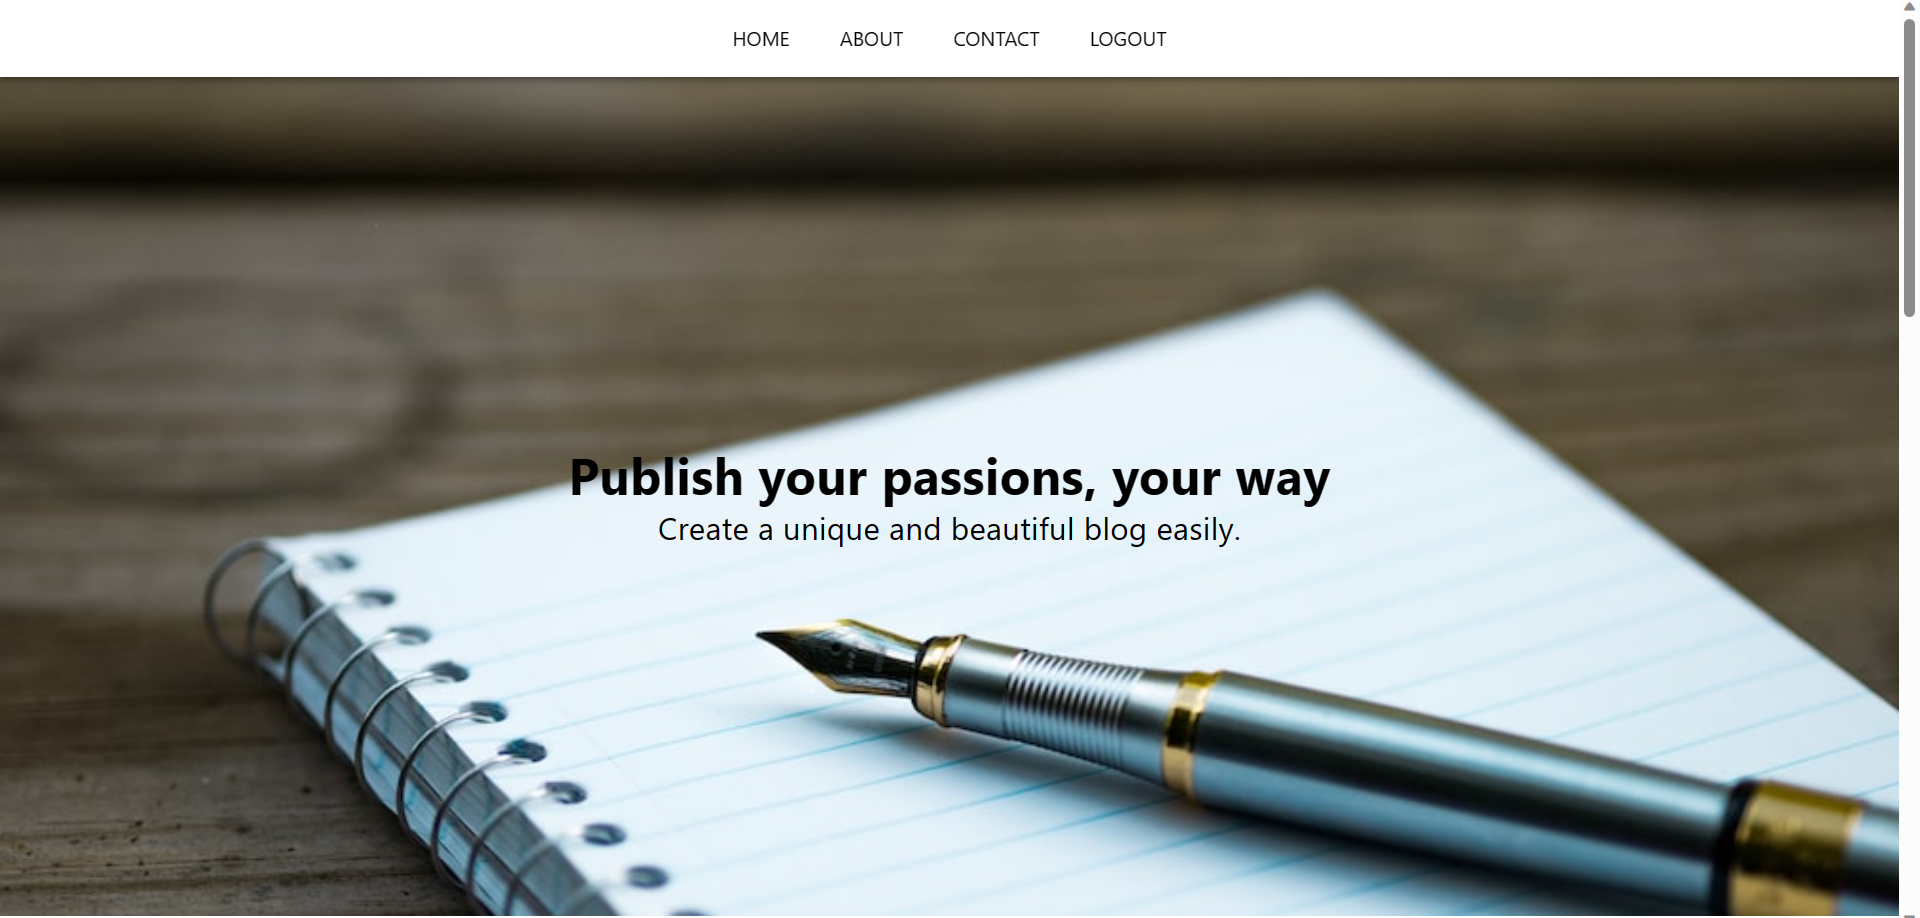 HOME ABOUT CONTACT LOGOUT
Publish your passions, your way
Create a unique and beautiful blog easily.